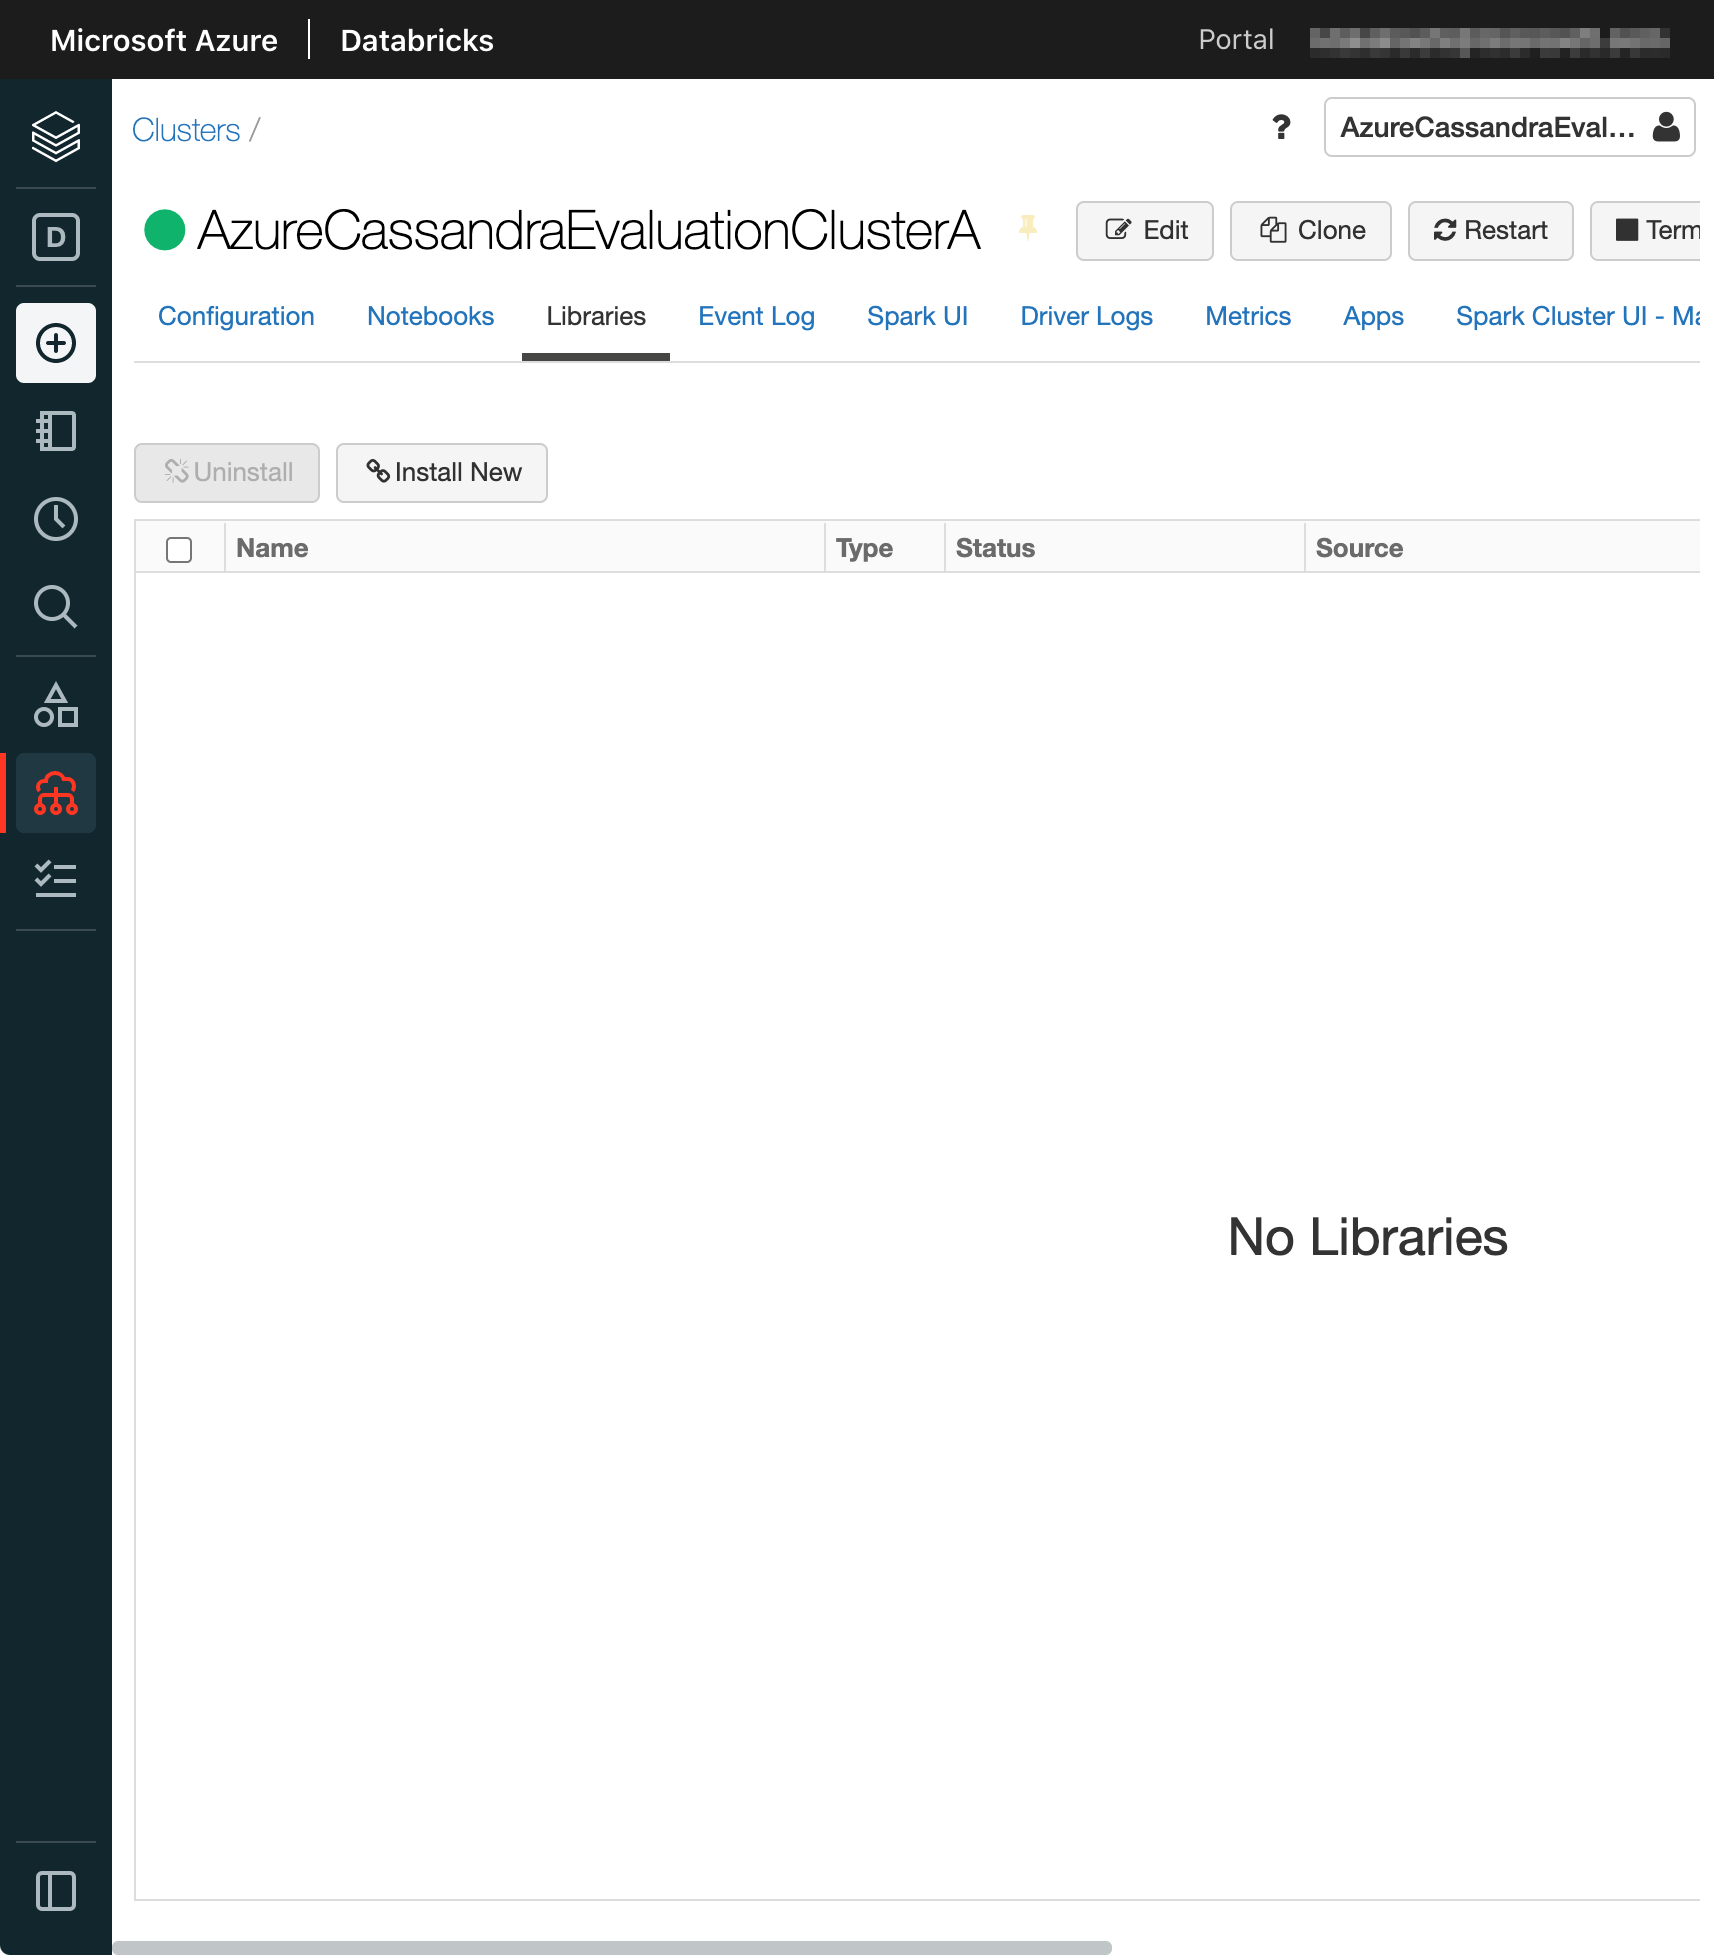 Microsoft Azure | Databricks
Portal
Clusters /
? AzureCassandraEval...
D
AzureCassandraEvaluationClusterA
Edit
Clone
Restart
Term
Configuration
Notebooks
Libraries
Event Log
Spark UI
Driver Logs
Metrics
Apps
Spark Cluster UI - Ma
Uninstall
Install New
Name
Type
Status
Source
No Libraries